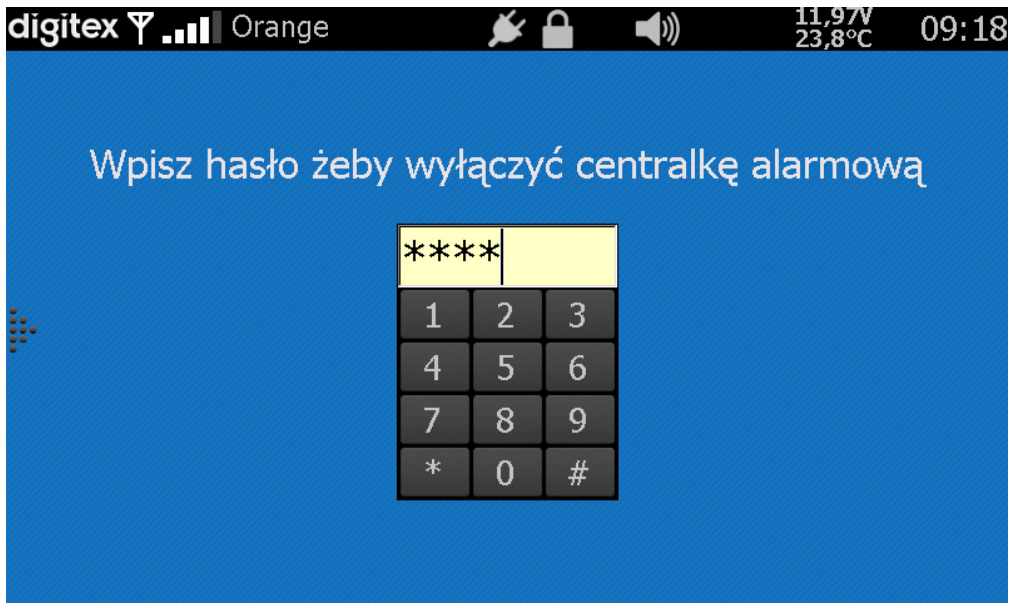 digitex Orange 11,97V 09:18
23,8°C
Wpisz hasło żeby wyłączyć centralkę alarmową
****
1 2 3
4 5 6
7 8 9
* 0 #